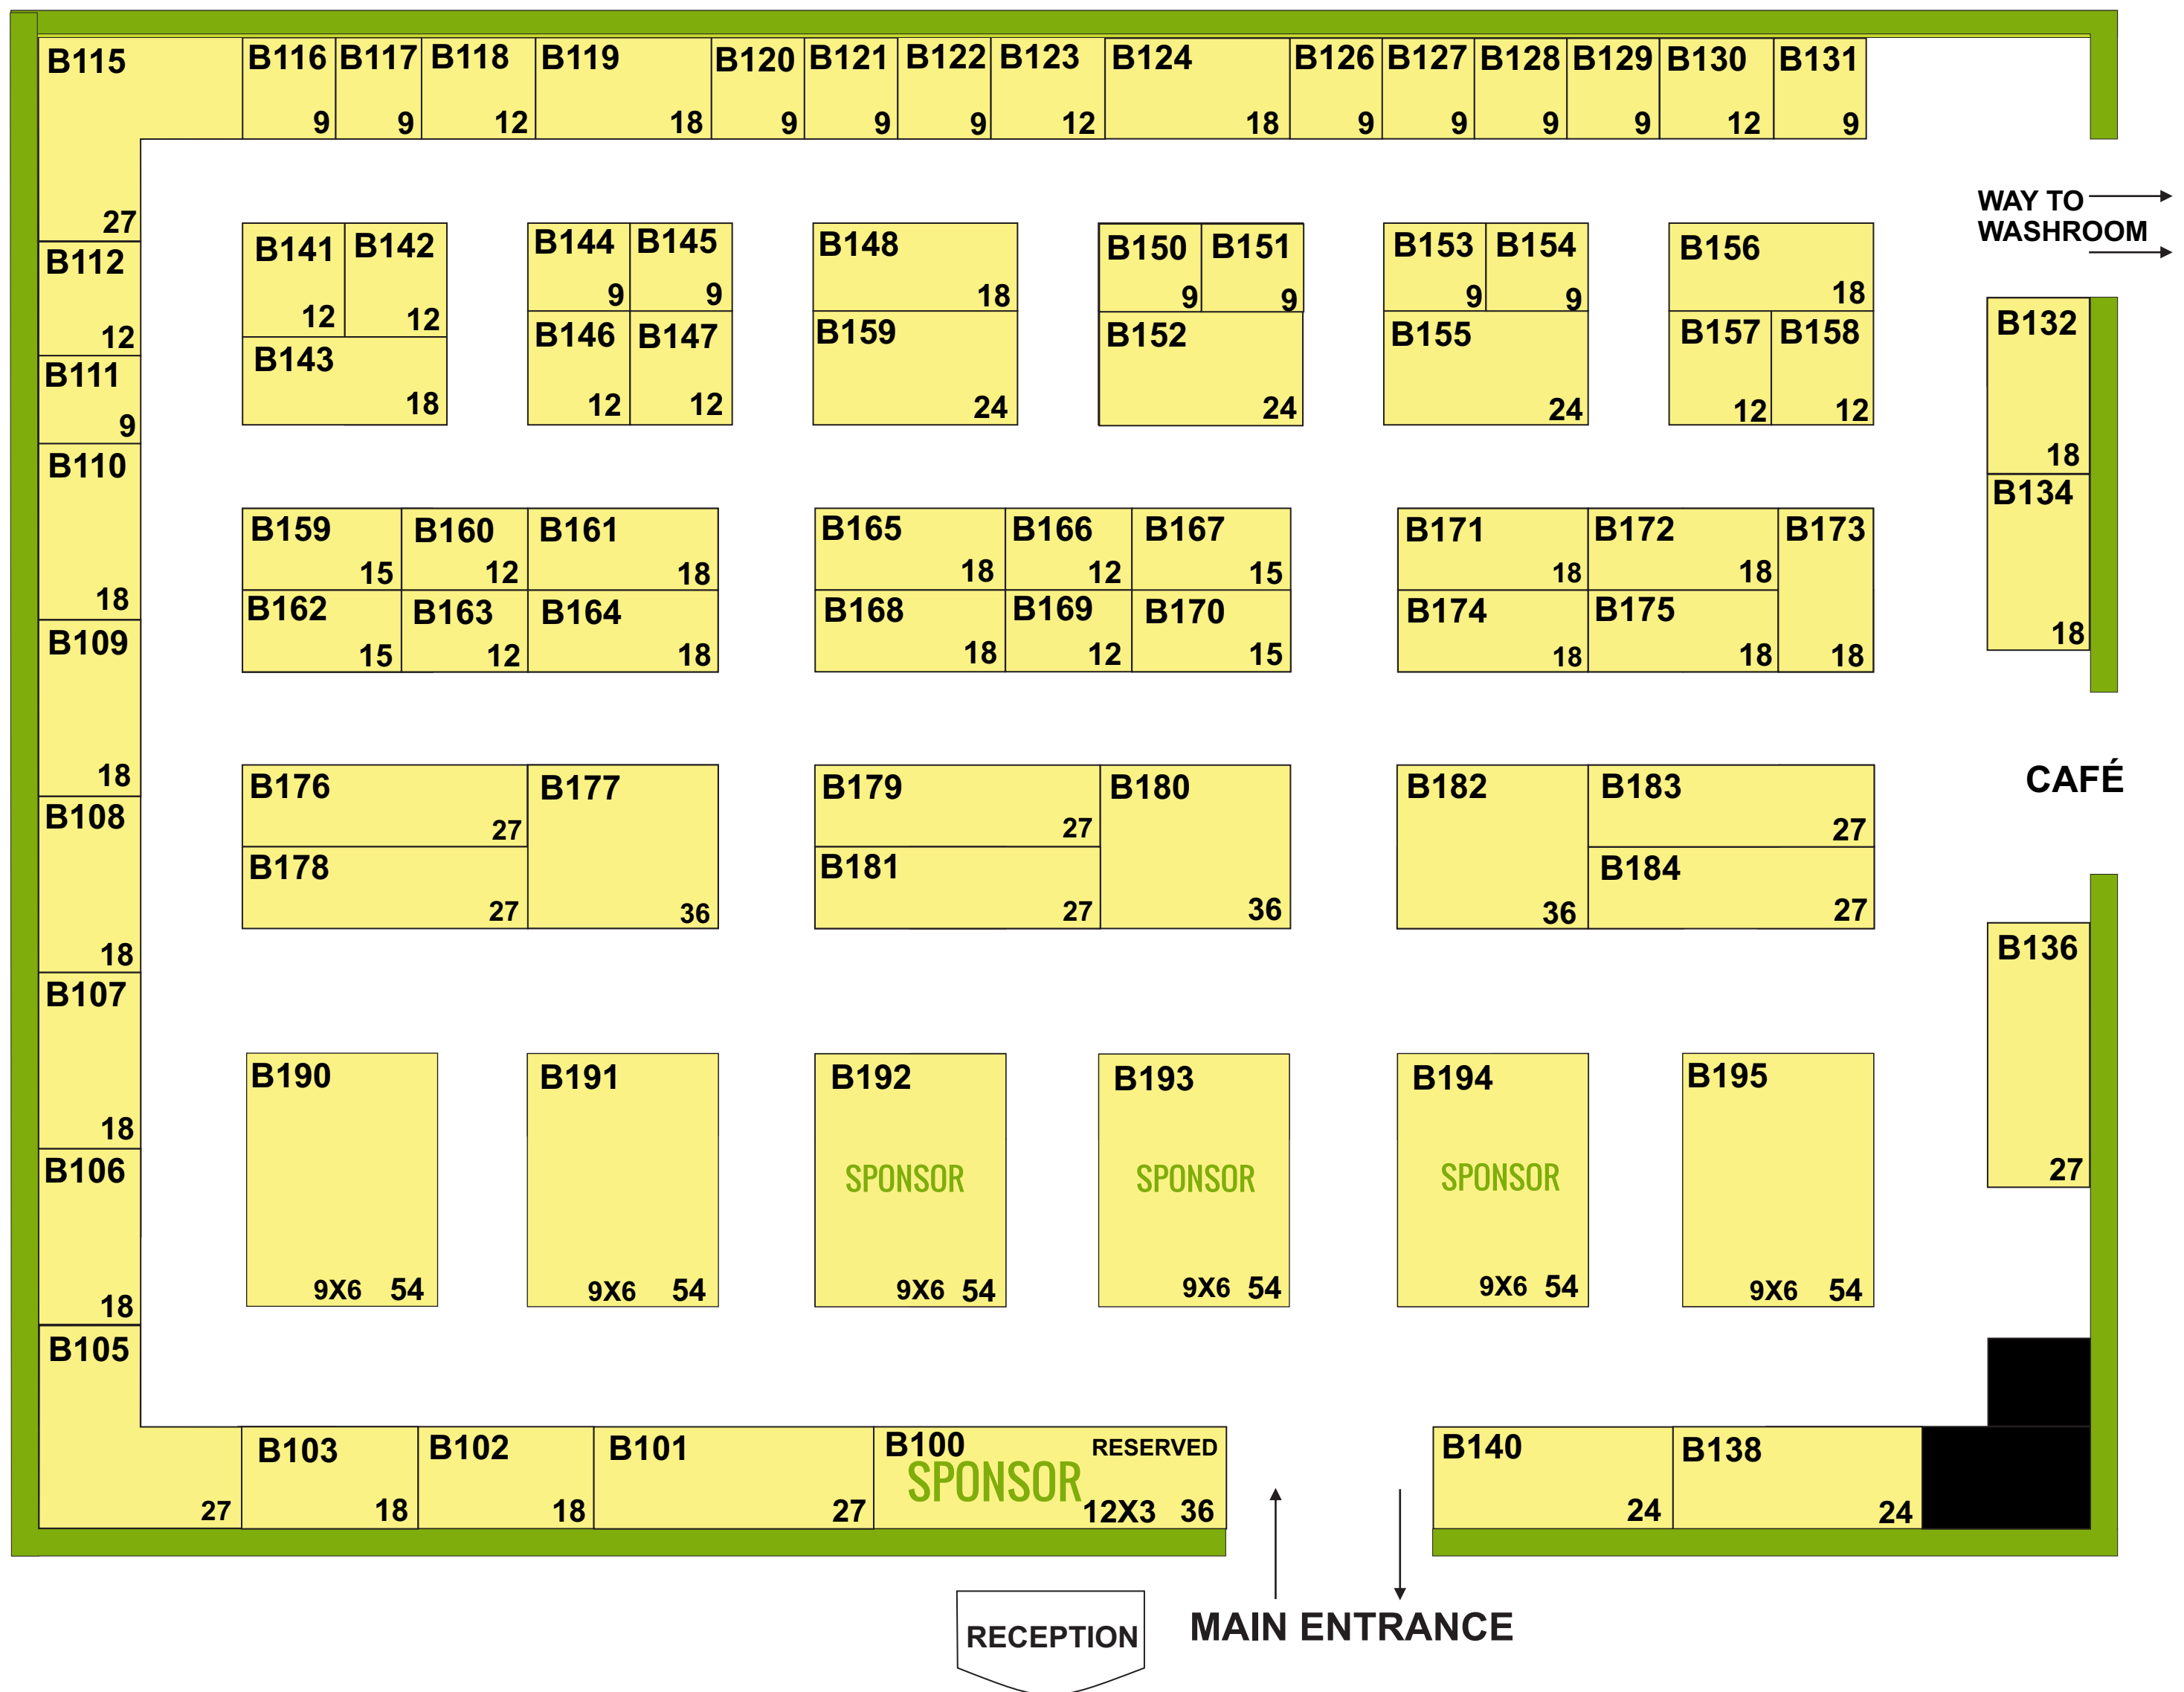 B115 B116 B117 B118 B119 B120 B121 B122 B123 B124 B126 B127 B128 B129 B130 B131
9 9 12 18 9 9 9 12 18 9 9 9 9 12 9
27
WAY TO
WASHROOM
B112
12
B111
9
B110
18
B109
18
B108
18
B107
18
B106
18
B105
27
B141 B142
12 12
B143
18
B144 B145
9 9
B146 B147
12 12
B148
18
B159
24
B150 B151
9 9
B152
24
B153 B154
9 9
B155
24
B156
18
B157 B158
12 12
B132
18
B134
18
B159 B160 B161
15 12 18
B162 B163 B164
15 12 18
B165 B166 B167
18 12 15
B168 B169 B170
18 12 15
B171 B172 B173
18 18
B174 B175
18 18 18
CAFÉ
B176 B177
27
B178
27 36
B179 B180
27
B181
27 36
B182 B183
27
B184
36 27
B136
27
B190
9X6 54
B191
9X6 54
B192
SPONSOR
9X6 54
B193
SPONSOR
9X6 54
B194
SPONSOR
9X6 54
B195
9X6 54
B103
18
B102
18
B101
27
B100 RESERVED
SPONSOR
12X3 36
B140
24
B138
24
RECEPTION
MAIN ENTRANCE